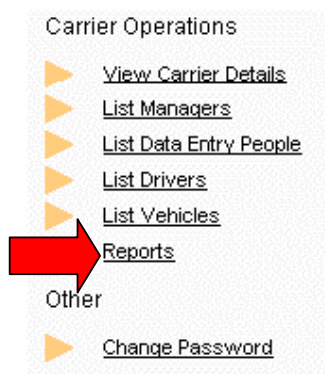 Carrier Operations
View Carrier Details
List Managers
List Data Entry People
List Drivers
List Vehicles
Reports
Other
Change Password